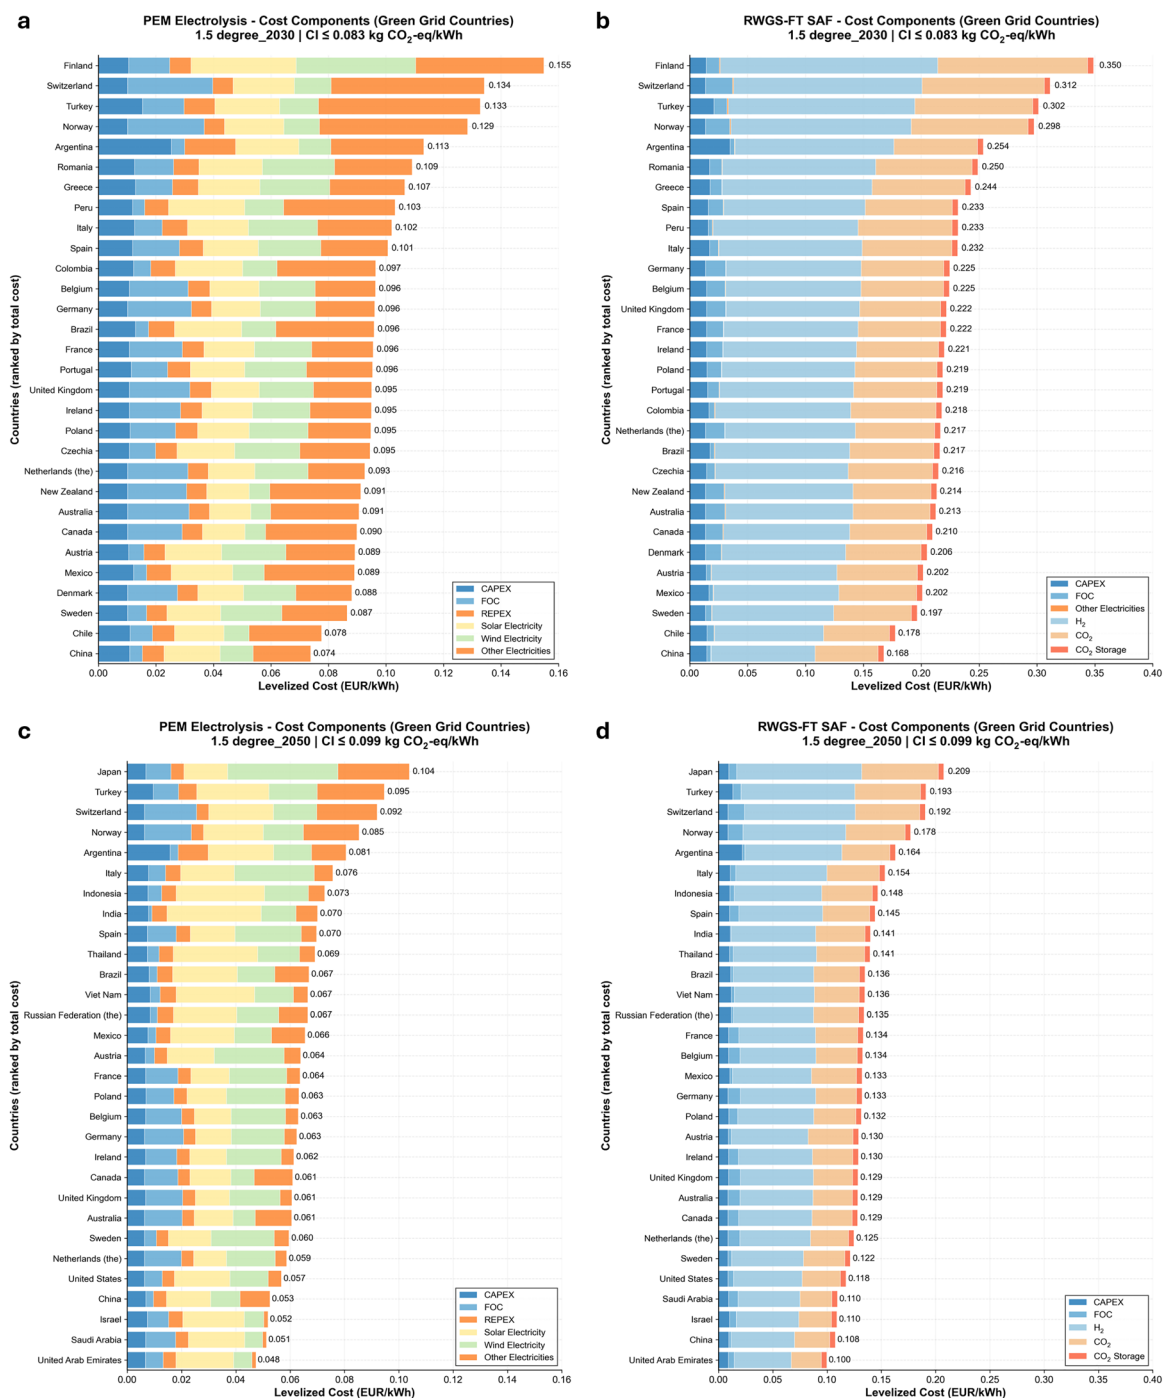 a
PEM Electrolysis - Cost Components (Green Grid Countries)
1.5 degree_2030 | CI ≤ 0.083 kg CO₂-eq/kWh
Countries (ranked by total cost)
Finland 0.155
Switzerland 0.134
Turkey 0.133
Norway 0.129
Argentina 0.113
Romania 0.109
Greece 0.107
Peru 0.103
Italy 0.102
Spain 0.101
Colombia 0.097
Belgium 0.096
Germany 0.096
Brazil 0.096
France 0.096
Portugal 0.096
United Kingdom 0.095
Ireland 0.095
Poland 0.095
Czechia 0.095
Netherlands (the) 0.093
New Zealand 0.091
Australia 0.091
Canada 0.090
Austria 0.089
Mexico 0.089
Denmark 0.088
Sweden 0.087
Chile 0.078
China 0.074
CAPEX
FOC
REPEX
Solar Electricity
Wind Electricity
Other Electricities
0.00 0.02 0.04 0.06 0.08 0.10 0.12 0.14 0.16
Levelized Cost (EUR/kWh)
b
RWGS-FT SAF - Cost Components (Green Grid Countries)
1.5 degree_2030 | CI ≤ 0.083 kg CO₂-eq/kWh
Countries (ranked by total cost)
Finland 0.350
Switzerland 0.312
Turkey 0.302
Norway 0.298
Argentina 0.254
Romania 0.250
Greece 0.244
Spain 0.233
Peru 0.233
Italy 0.232
Germany 0.225
Belgium 0.225
United Kingdom 0.222
France 0.222
Ireland 0.221
Poland 0.219
Portugal 0.219
Colombia 0.218
Netherlands (the) 0.217
Brazil 0.217
Czechia 0.216
New Zealand 0.214
Australia 0.213
Canada 0.210
Denmark 0.206
Austria 0.202
Mexico 0.202
Sweden 0.197
Chile 0.178
China 0.168
CAPEX
FOC
Other Electricities
H₂
CO₂
CO₂ Storage
0.00 0.05 0.10 0.15 0.20 0.25 0.30 0.35 0.40
Levelized Cost (EUR/kWh)
c
PEM Electrolysis - Cost Components (Green Grid Countries)
1.5 degree_2050 | CI ≤ 0.099 kg CO₂-eq/kWh
Countries (ranked by total cost)
Japan 0.104
Turkey 0.095
Switzerland 0.092
Norway 0.085
Argentina 0.081
Italy 0.076
Indonesia 0.073
India 0.070
Spain 0.070
Thailand 0.069
Brazil 0.067
Viet Nam 0.067
Russian Federation (the) 0.067
Mexico 0.066
Austria 0.064
France 0.064
Poland 0.063
Belgium 0.063
Germany 0.063
Ireland 0.062
Canada 0.061
United Kingdom 0.061
Australia 0.061
Sweden 0.060
Netherlands (the) 0.059
United States 0.057
China 0.053
Israel 0.052
Saudi Arabia 0.051
United Arab Emirates 0.048
CAPEX
FOC
REPEX
Solar Electricity
Wind Electricity
Other Electricities
0.00 0.02 0.04 0.06 0.08 0.10 0.12 0.14 0.16
Levelized Cost (EUR/kWh)
d
RWGS-FT SAF - Cost Components (Green Grid Countries)
1.5 degree_2050 | CI ≤ 0.099 kg CO₂-eq/kWh
Countries (ranked by total cost)
Japan 0.209
Turkey 0.193
Switzerland 0.192
Norway 0.178
Argentina 0.164
Italy 0.154
Indonesia 0.148
Spain 0.145
India 0.141
Thailand 0.141
Brazil 0.136
Viet Nam 0.136
Russian Federation (the) 0.135
France 0.134
Belgium 0.134
Mexico 0.133
Germany 0.133
Poland 0.132
Austria 0.130
Ireland 0.130
United Kingdom 0.129
Australia 0.129
Canada 0.129
Netherlands (the) 0.125
Sweden 0.122
United States 0.118
Saudi Arabia 0.110
Israel 0.110
China 0.108
United Arab Emirates 0.100
CAPEX
FOC
H₂
CO₂
CO₂ Storage
0.00 0.05 0.10 0.15 0.20 0.25 0.30 0.35 0.40
Levelized Cost (EUR/kWh)